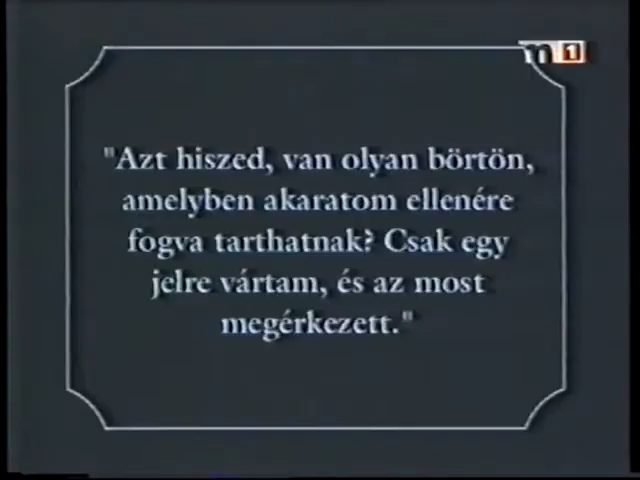 m1
"Azt hiszed, van olyan börtön,
amelyben akaratom ellenére
fogva tarthatnak? Csak egy
jelre vártam, és az most
megérkezett."